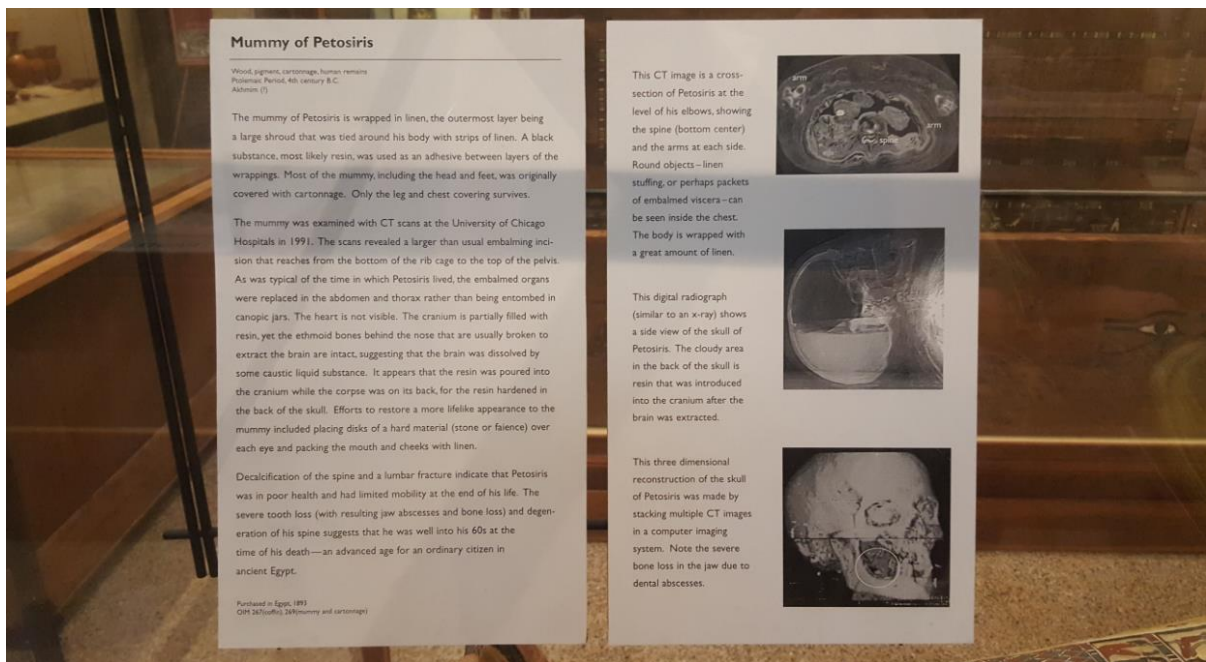 Mummy of Petosiris
Wood, pigment, cartonnage, human remains
Ptolemaic Period, 4th century B.C.
Akhmim (?)
The mummy of Petosiris is wrapped in linen, the outermost layer being
a large shroud that was tied around his body with strips of linen. A black
substance, most likely resin, was used as an adhesive between layers of the
wrappings. Most of the mummy, including the head and feet, was originally
covered with cartonnage. Only the leg and chest covering survives.
The mummy was examined with CT scans at the University of Chicago
Hospitals in 1991. The scans revealed a larger than usual embalming inci-
sion that reaches from the bottom of the rib cage to the top of the pelvis.
As was typical of the time in which Petosiris lived, the embalmed organs
were replaced in the abdomen and thorax rather than being entombed in
canopic jars. The heart is not visible. The cranium is partially filled with
resin, yet the ethmoid bones behind the nose that are usually broken to
extract the brain are intact, suggesting that the brain was dissolved by
some caustic liquid substance. It appears that the resin was poured into
the cranium while the corpse was on its back, for the resin hardened in
the back of the skull. Efforts to restore a more lifelike appearance to the
mummy included placing disks of a hard material (stone or faience) over
each eye and packing the mouth and cheeks with linen.
Decalcification of the spine and a lumbar fracture indicate that Petosiris
was in poor health and had limited mobility at the end of his life. The
severe tooth loss (with resulting jaw abscesses and bone loss) and degen-
eration of his spine suggests that he was well into his 60s at the
time of his death—an advanced age for an ordinary citizen in
ancient Egypt.
Purchased in Egypt, 1893
OIM 267(coffin), 269(mummy and cartonnage)
This CT image is a cross-
section of Petosiris at the
level of his elbows, showing
the spine (bottom center)
and the arms at each side.
Round objects–linen
stuffing, or perhaps packets
of embalmed viscera–can
be seen inside the chest.
The body is wrapped with
a great amount of linen.
arm
arm
spine
This digital radiograph
(similar to an x-ray) shows
a side view of the skull of
Petosiris. The cloudy area
in the back of the skull is
resin that was introduced
into the cranium after the
brain was extracted.
This three dimensional
reconstruction of the skull
of Petosiris was made by
stacking multiple CT images
in a computer imaging
system. Note the severe
bone loss in the jaw due to
dental abscesses.